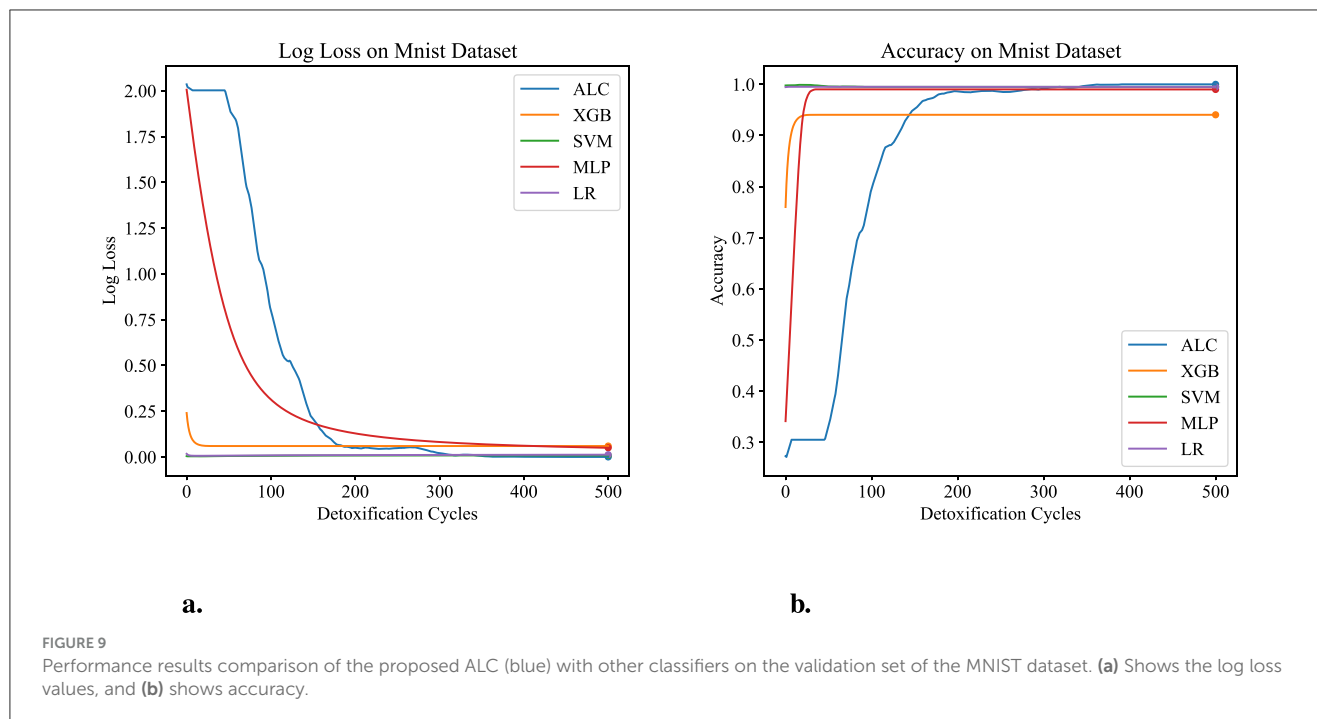 Log Loss on Mnist Dataset
2.00
1.75
1.50
1.25
1.00
0.75
0.50
0.25
0.00
Log Loss
ALC
XGB
SVM
MLP
LR
0
100
200
300
400
500
Detoxification Cycles
a.
Accuracy on Mnist Dataset
1.0
0.9
0.8
0.7
0.6
0.5
0.4
0.3
Accuracy
ALC
XGB
SVM
MLP
LR
0
100
200
300
400
500
Detoxification Cycles
b.
FIGURE 9
Performance results comparison of the proposed ALC (blue) with other classifiers on the validation set of the MNIST dataset. (a) Shows the log loss
values, and (b) shows accuracy.